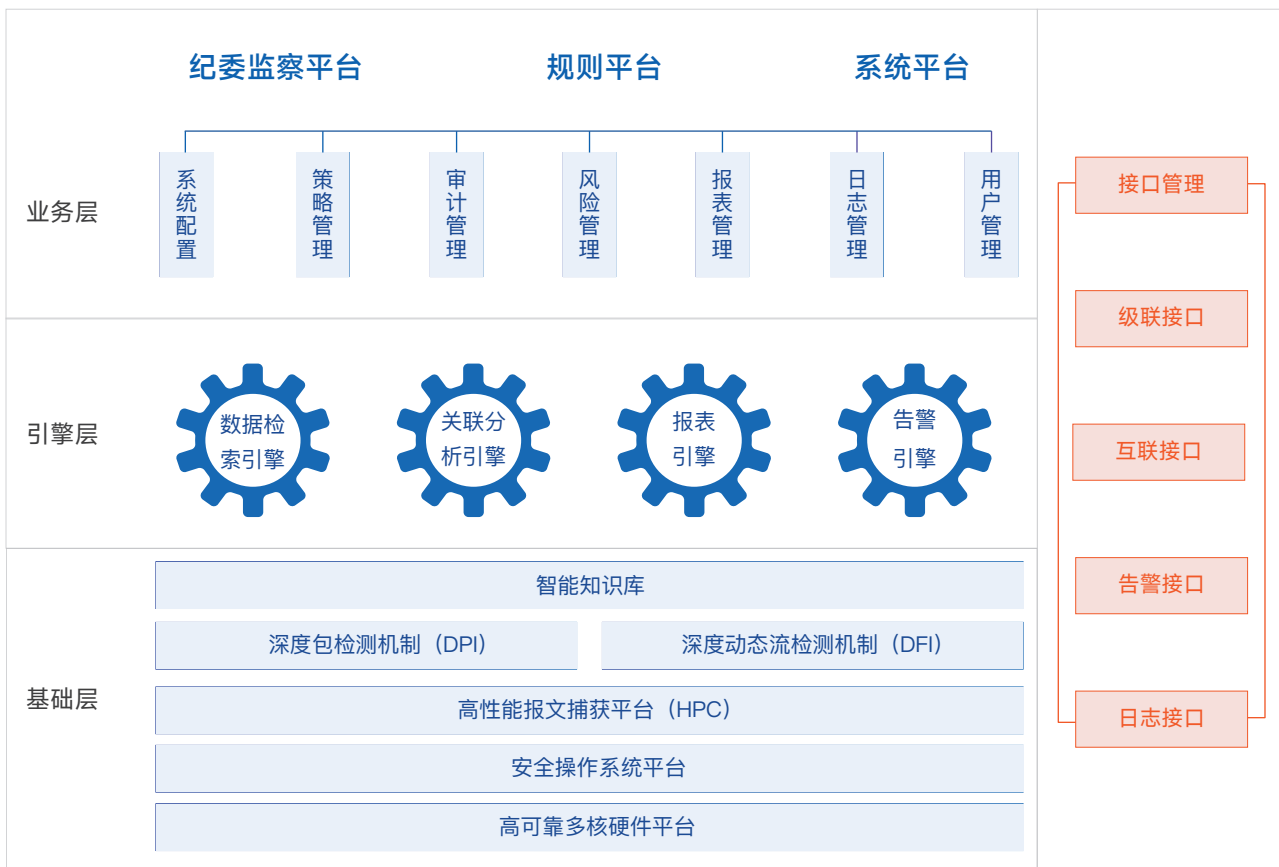 纪委监察平台
规则平台
系统平台
业务层
系统配置
策略管理
审计管理
风险管理
报表管理
日志管理
用户管理
引擎层
数据检
索引擎
关联分
析引擎
报表
引擎
告警
引擎
基础层
智能知识库
深度包检测机制（DPI）
深度动态流检测机制（DFI）
高性能报文捕获平台（HPC）
安全操作系统平台
高可靠多核硬件平台
接口管理
级联接口
互联接口
告警接口
日志接口